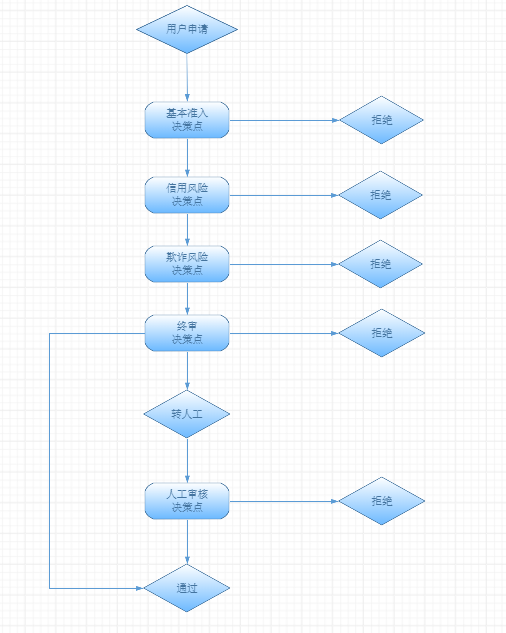 用户申请
基本准入
决策点
拒绝
信用风险
决策点
拒绝
欺诈风险
决策点
拒绝
终审
决策点
拒绝
转人工
人工审核
决策点
拒绝
通过